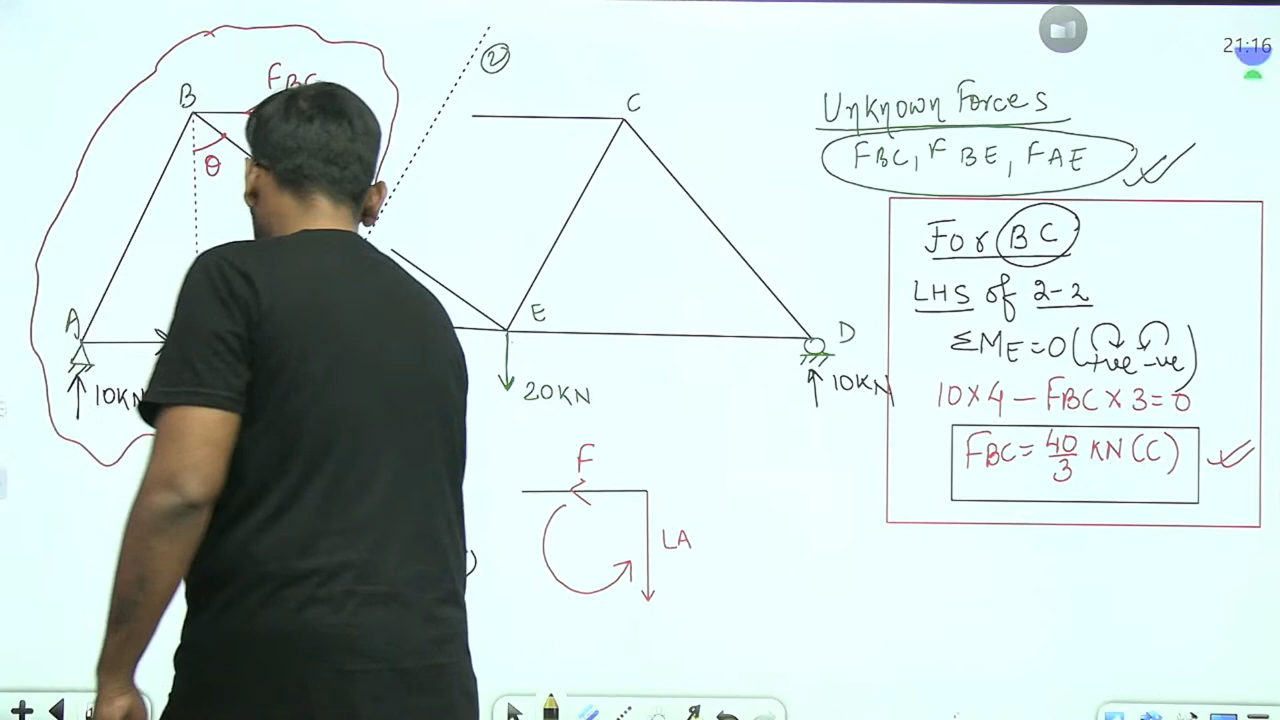 21:16
2
B
FBC
θ
C
A
10KN
E
20KN
D
10KN
F
LA
Unknown Forces
FBC, FBE, FAE
For BC
LHS of 2-2
ΣME=0 (+ve -ve)
10×4 - FBC×3=0
FBC= 40/3 KN (C)